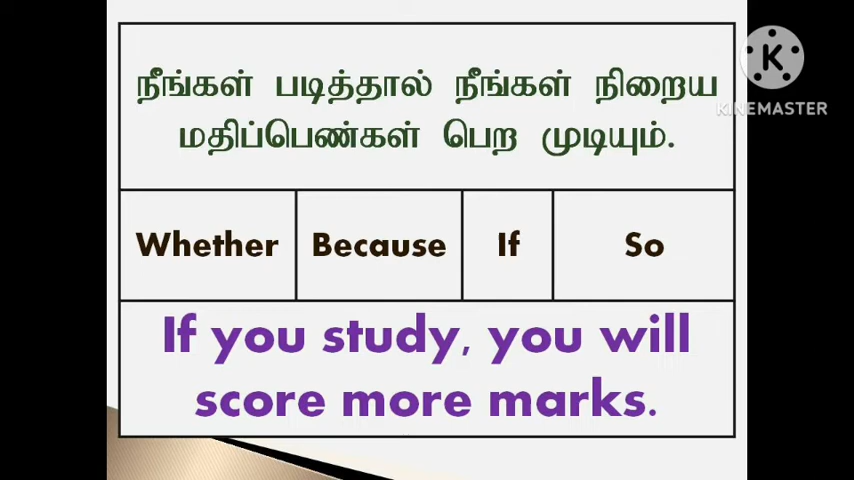 நீங்கள் படித்தால் நீங்கள் நிறைய
மதிப்பெண்கள் பெற முடியும்.
Whether Because If So
If you study, you will
score more marks.
K
KINEMASTER